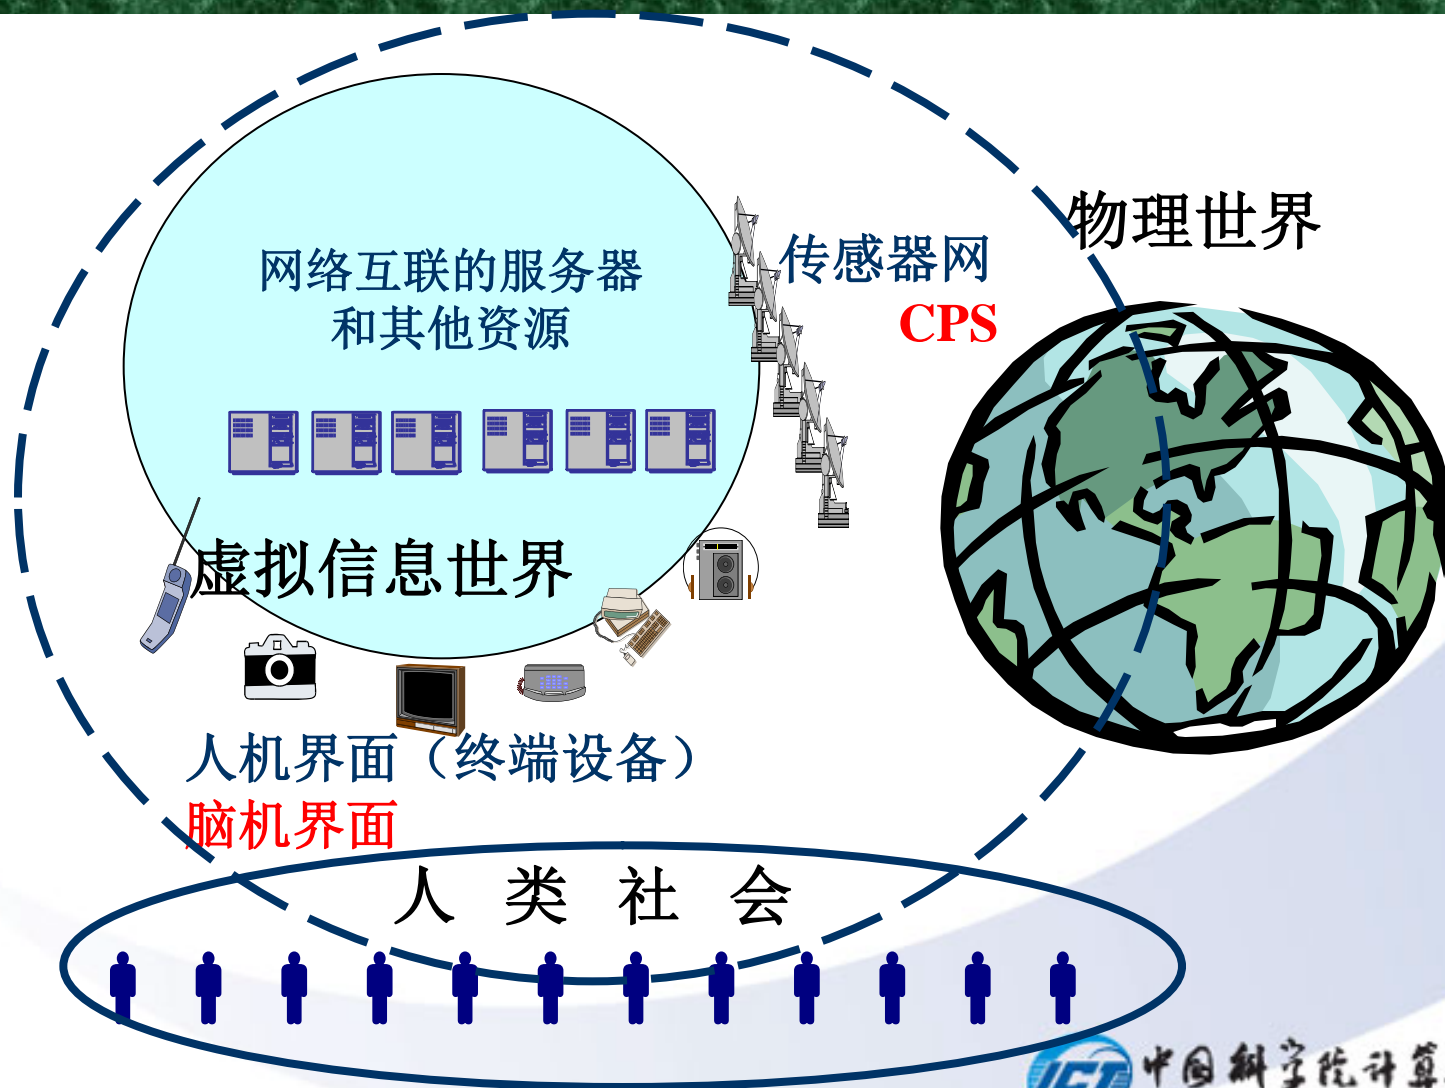 物理世界
传感器网
CPS
网络互联的服务器
和其他资源
虚拟信息世界
人机界面（终端设备）
脑机界面
人 类 社 会
ICT 中国科学院计算